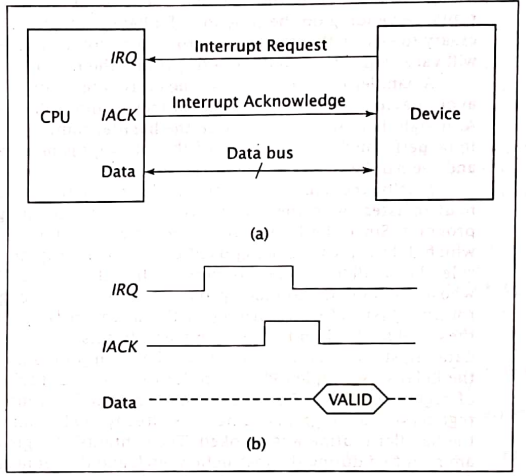 IRQ
Interrupt Request
CPU
IACK
Interrupt Acknowledge
Device
Data
Data bus
(a)
IRQ
IACK
Data
VALID
(b)